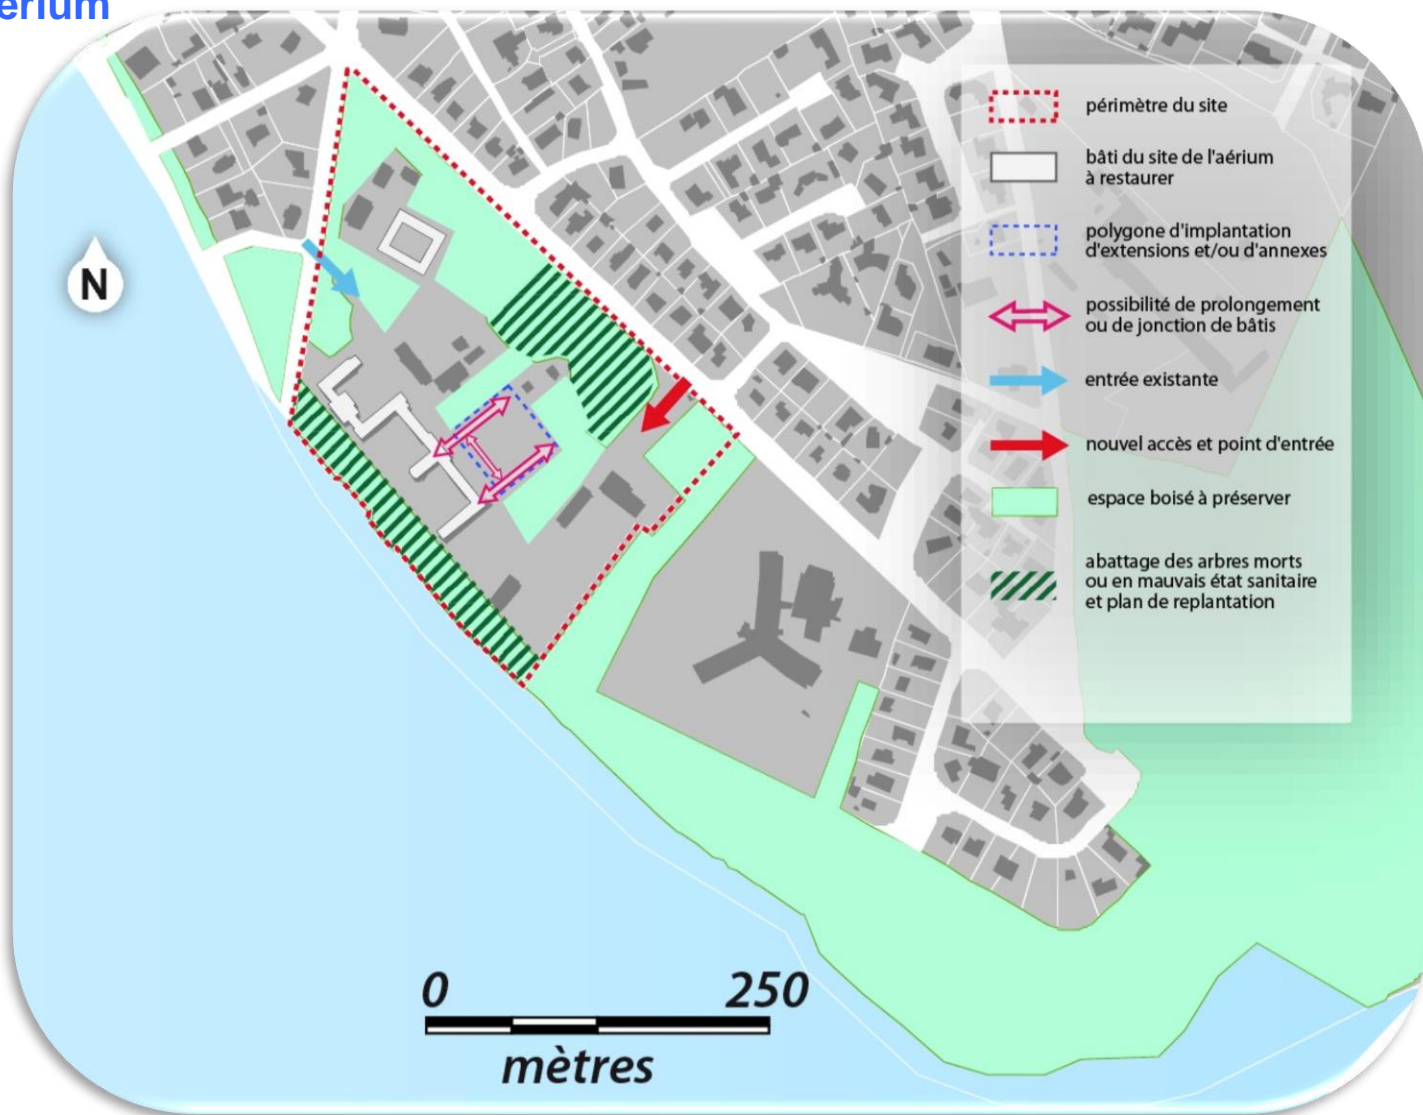 érium
périmètre du site
bâti du site de l'aérium
à restaurer
polygone d'implantation
d'extensions et/ou d'annexes
possibilité de prolongement
ou de jonction de bâtis
entrée existante
nouvel accès et point d'entrée
espace boisé à préserver
abattage des arbres morts
ou en mauvais état sanitaire
et plan de replantation
N
0 250
mètres